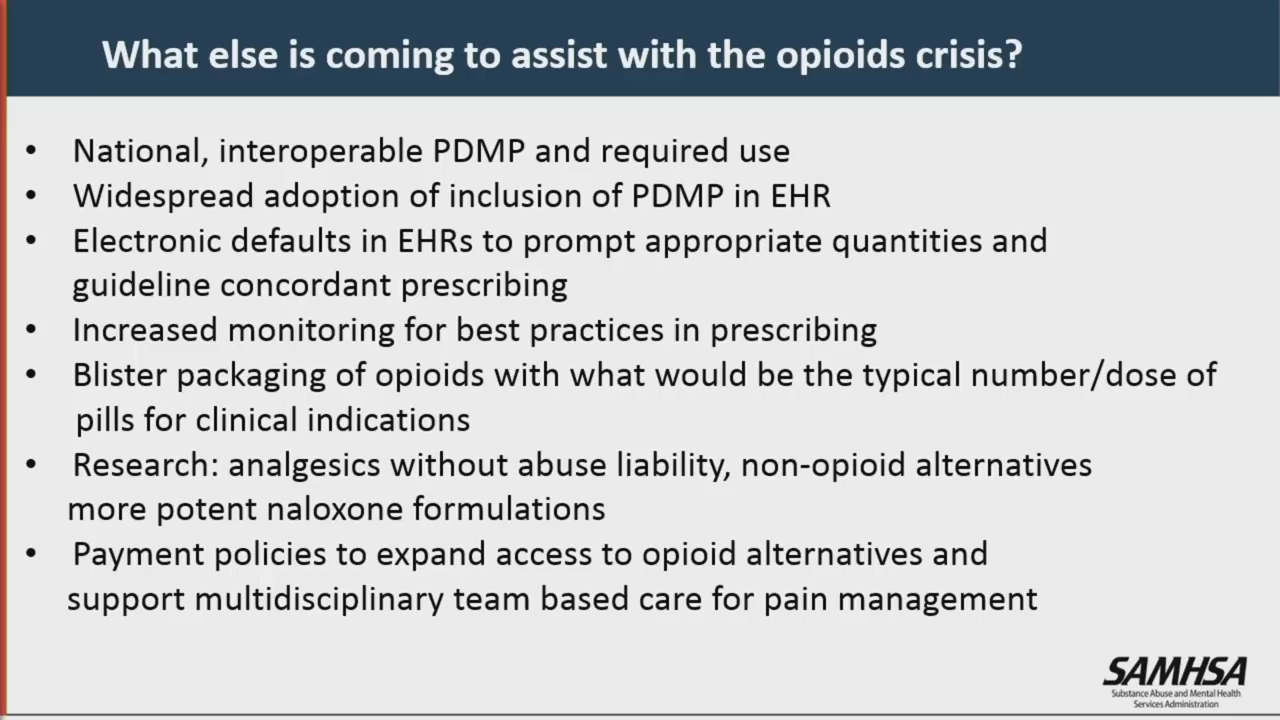 What else is coming to assist with the opioids crisis?
• National, interoperable PDMP and required use
• Widespread adoption of inclusion of PDMP in EHR
• Electronic defaults in EHRs to prompt appropriate quantities and
guideline concordant prescribing
• Increased monitoring for best practices in prescribing
• Blister packaging of opioids with what would be the typical number/dose of
pills for clinical indications
• Research: analgesics without abuse liability, non-opioid alternatives
more potent naloxone formulations
• Payment policies to expand access to opioid alternatives and
support multidisciplinary team based care for pain management
SAMHSA
Substance Abuse and Mental Health
Services Administration